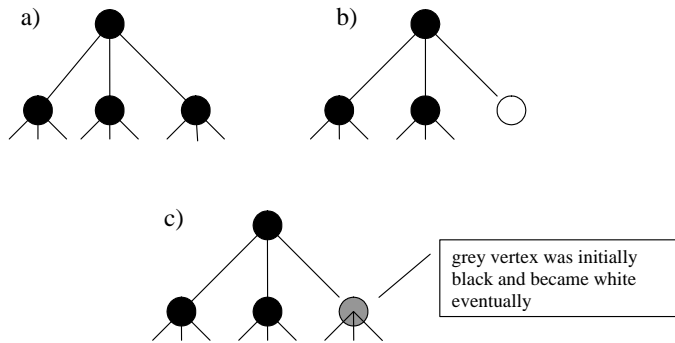 a)
b)
c)
grey vertex was initially
black and became white
eventually